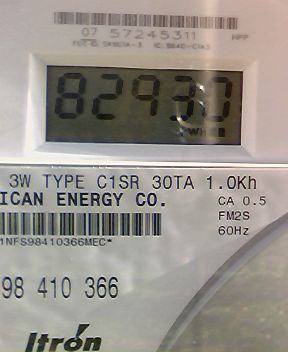 07 57245311
82930
KWH
3W TYPE C1SR 30TA 1.0Kh
ICAN ENERGY CO.
CA 0.5
FM2S
60Hz
1NFS98410366MEC*
98 410 366
Itron